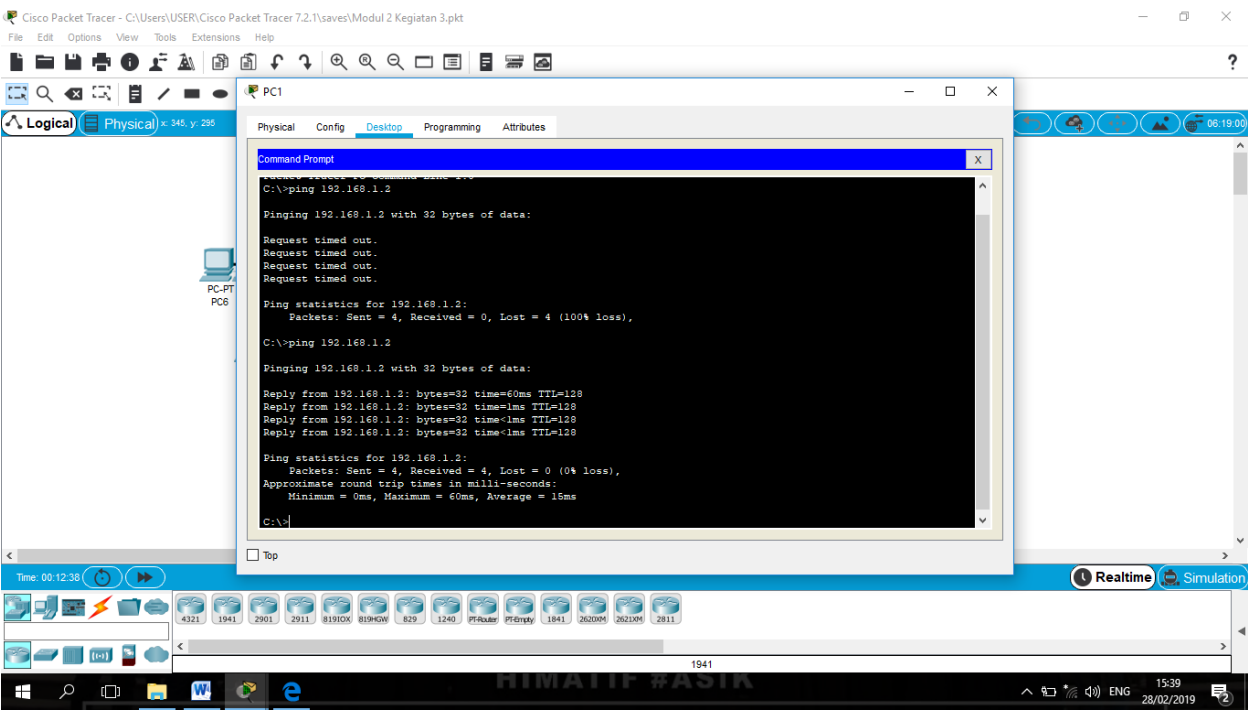 Cisco Packet Tracer - C:\Users\USER\Cisco Packet Tracer 7.2.1\saves\Modul 2 Kegiatan 3.pkt
File Edit Options View Tools Extensions Help
?
PC1
Logical Physical x: 345, y: 295
06:19:00
Physical Config Desktop Programming Attributes
Command Prompt
X
Packet Tracer PC Command Line 1.0
C:\>ping 192.168.1.2
Pinging 192.168.1.2 with 32 bytes of data:
Request timed out.
Request timed out.
Request timed out.
Request timed out.
Ping statistics for 192.168.1.2:
Packets: Sent = 4, Received = 0, Lost = 4 (100% loss),
C:\>ping 192.168.1.2
Pinging 192.168.1.2 with 32 bytes of data:
Reply from 192.168.1.2: bytes=32 time=60ms TTL=128
Reply from 192.168.1.2: bytes=32 time=1ms TTL=128
Reply from 192.168.1.2: bytes=32 time<1ms TTL=128
Reply from 192.168.1.2: bytes=32 time<1ms TTL=128
Ping statistics for 192.168.1.2:
Packets: Sent = 4, Received = 4, Lost = 0 (0% loss),
Approximate round trip times in milli-seconds:
Minimum = 0ms, Maximum = 60ms, Average = 15ms
C:\>
PC-PT
PC6
Top
Time: 00:12:38
Realtime Simulation
4321 1941 2901 2911 819IOX 819HGW 829 1240 PT-Router PT-Empty 1841 2620XM 2621XM 2811
1941
HIMATIF #ASIK
ENG
15:39
28/02/2019
2